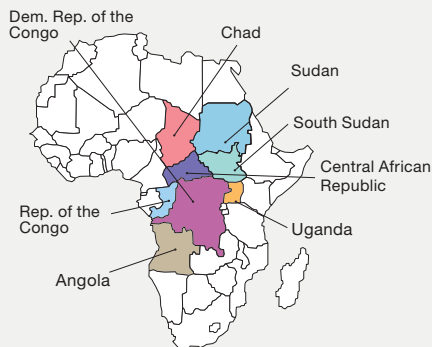 Dem. Rep. of the
Congo
Chad
Sudan
South Sudan
Central African
Republic
Rep. of the
Congo
Uganda
Angola